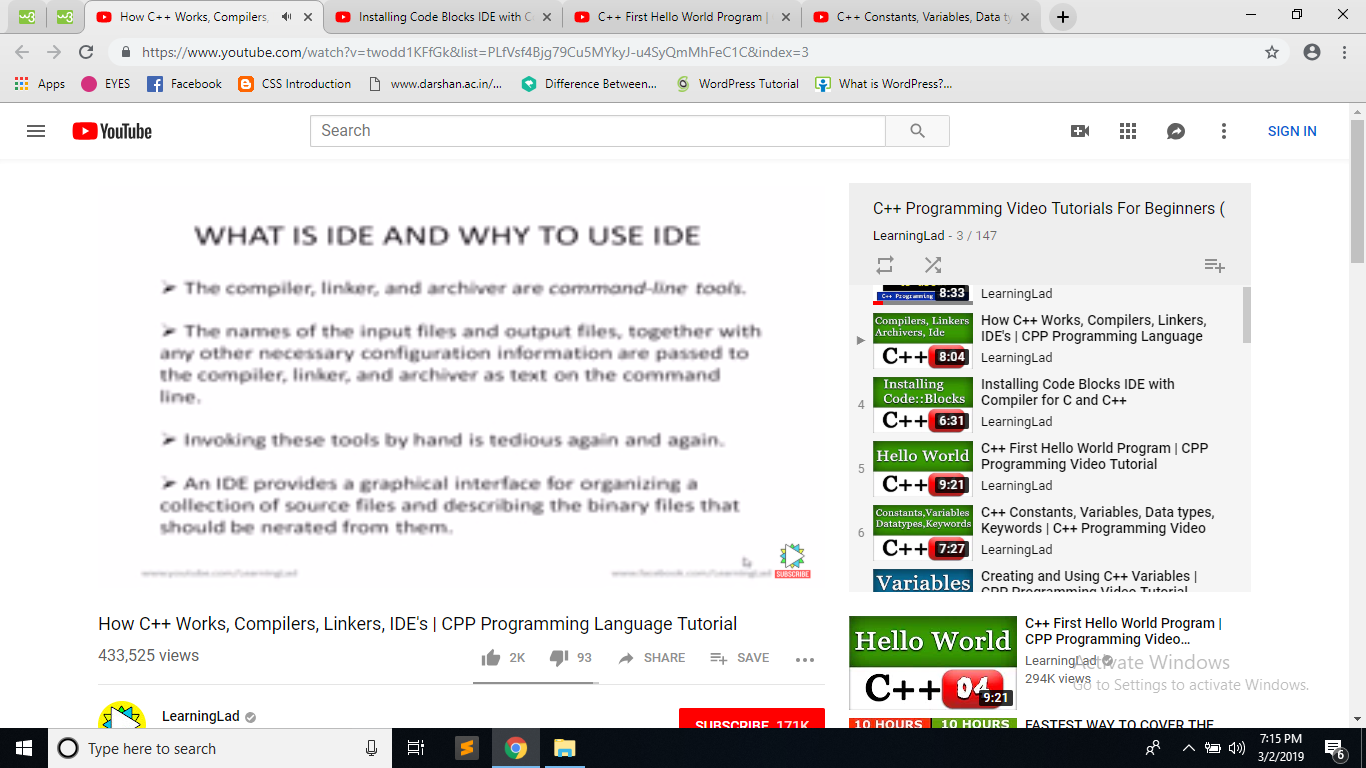 How C++ Works, Compilers,
Installing Code Blocks IDE with C
C++ First Hello World Program |
C++ Constants, Variables, Data ty
https://www.youtube.com/watch?v=twodd1KFfGk&list=PLfVsf4Bjg79Cu5MYkyJ-u4SyQmMhFeC1C&index=3
Apps EYES Facebook CSS Introduction www.darshan.ac.in/... Difference Between... WordPress Tutorial What is WordPress?...
YouTube
Search
SIGN IN
WHAT IS IDE AND WHY TO USE IDE
➢ The compiler, linker, and archiver are command-line tools.
➢ The names of the input files and output files, together with
any other necessary configuration information are passed to
the compiler, linker, and archiver as text on the command
line.
➢ Invoking these tools by hand is tedious again and again.
➢ An IDE provides a graphical interface for organizing a
collection of source files and describing the binary files that
should be nerated from them.
www.youtube.com/LearningLad
www.facebook.com/LearningLad
SUBSCRIBE
How C++ Works, Compilers, Linkers, IDE's | CPP Programming Language Tutorial
433,525 views
2K 93 SHARE SAVE
LearningLad
SUBSCRIBE 171K
C++ Programming Video Tutorials For Beginners (
LearningLad - 3 / 147
C++ Programming
8:33
LearningLad
Compilers, Linkers
Archivers, Ide
C++
8:04
How C++ Works, Compilers, Linkers,
IDE's | CPP Programming Language
LearningLad
4
Installing
Code::Blocks
C++
6:31
Installing Code Blocks IDE with
Compiler for C and C++
LearningLad
5
Hello World
C++
9:21
C++ First Hello World Program | CPP
Programming Video Tutorial
LearningLad
6
Constants,Variables
Datatypes,Keywords
C++
7:27
C++ Constants, Variables, Data types,
Keywords | C++ Programming Video
LearningLad
Variables
Creating and Using C++ Variables |
CPP Programming Video Tutorial
Hello World
C++ 04
9:21
C++ First Hello World Program |
CPP Programming Video...
LearningLad
294K views
Activate Windows
Go to Settings to activate Windows.
10 HOURS 10 HOURS
FASTEST WAY TO COVER THE
Type here to search
7:15 PM
3/2/2019
6